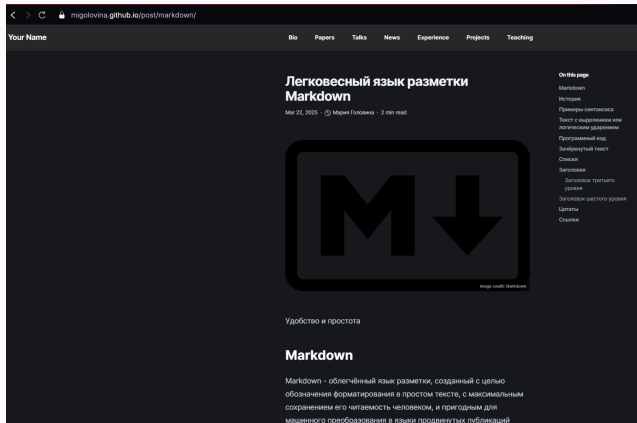 migolovina.github.io/post/markdown/
Your Name
Bio Papers Talks News Experience Projects Teaching
Легковесный язык разметки
Markdown
Mar 22, 2025 · Мария Головина · 2 min read
M
Image credit: Markdown
Удобство и простота
Markdown
Markdown - облегчённый язык разметки, созданный с целью
обозначения форматирования в простом тексте, с максимальным
сохранением его читаемость человеком, и пригодным для
машинного преобразования в языки продвинутых публикаций
On this page
Markdown
История
Примеры синтаксиса
Текст с выделением или
логическим ударением
Программный код
Зачёркнутый текст
Списки
Заголовки
Заголовок третьего
уровня
Заголовок шестого уровня
Цитаты
Ссылки